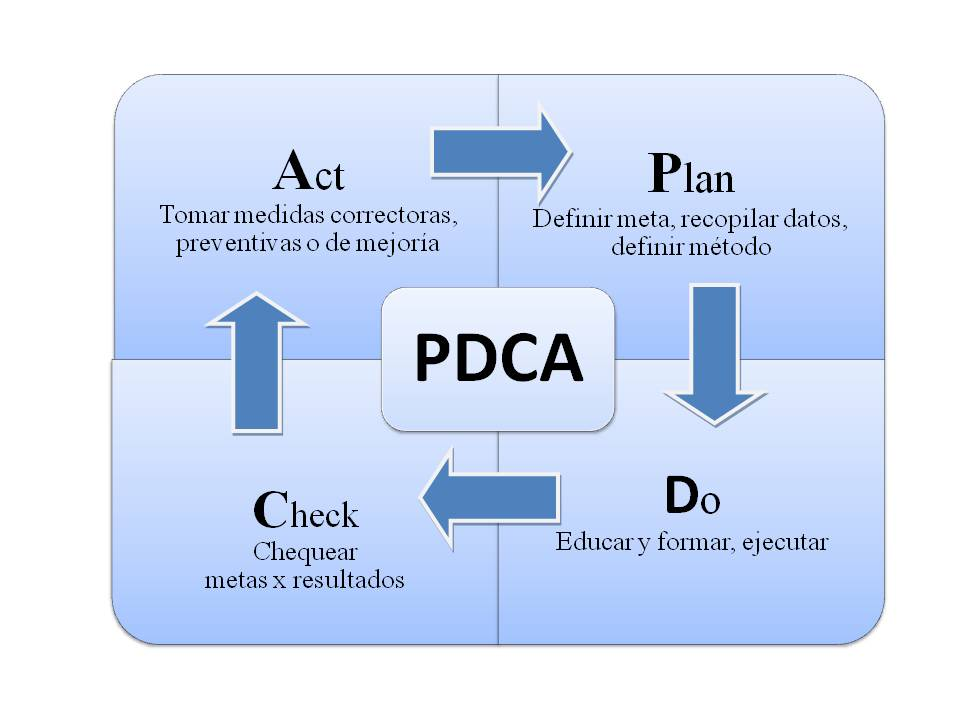 Act
Tomar medidas correctoras,
preventivas o de mejoría
Plan
Definir meta, recopilar datos,
definir método
PDCA
Check
Chequear
metas x resultados
Do
Educar y formar, ejecutar